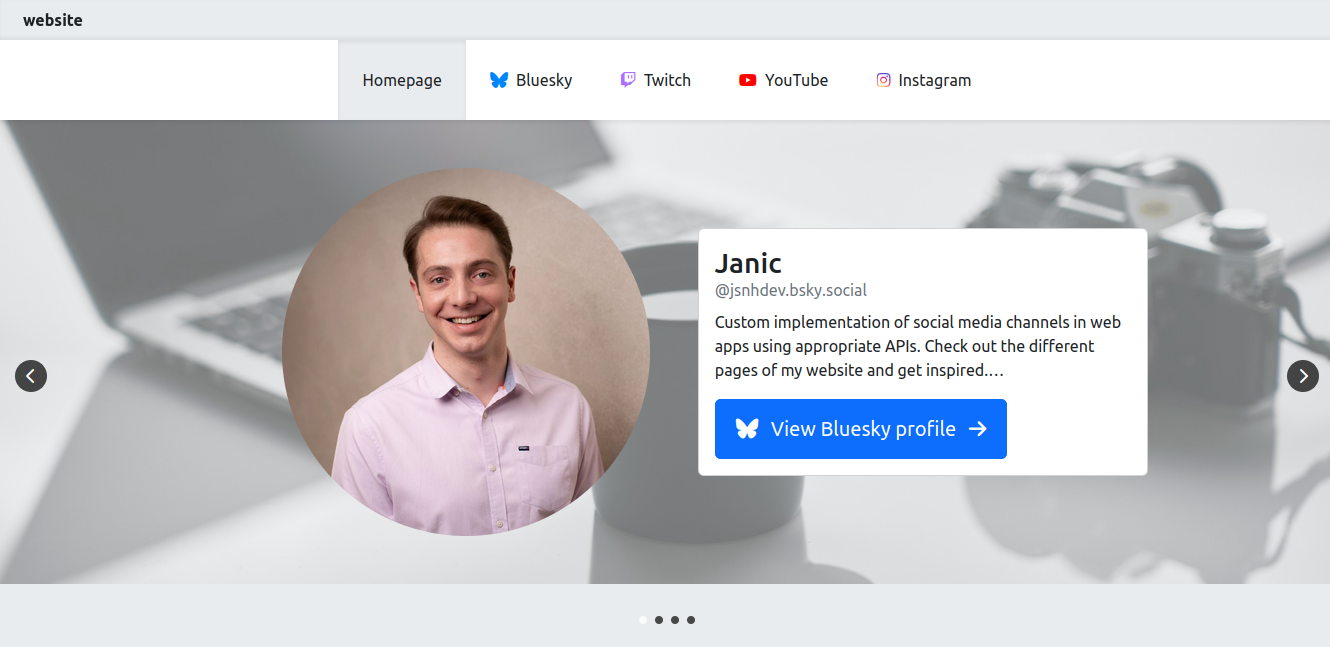 website
Homepage Bluesky Twitch YouTube Instagram
Janic
@jsnhdev.bsky.social
Custom implementation of social media channels in web
apps using appropriate APIs. Check out the different
pages of my website and get inspired.…
View Bluesky profile